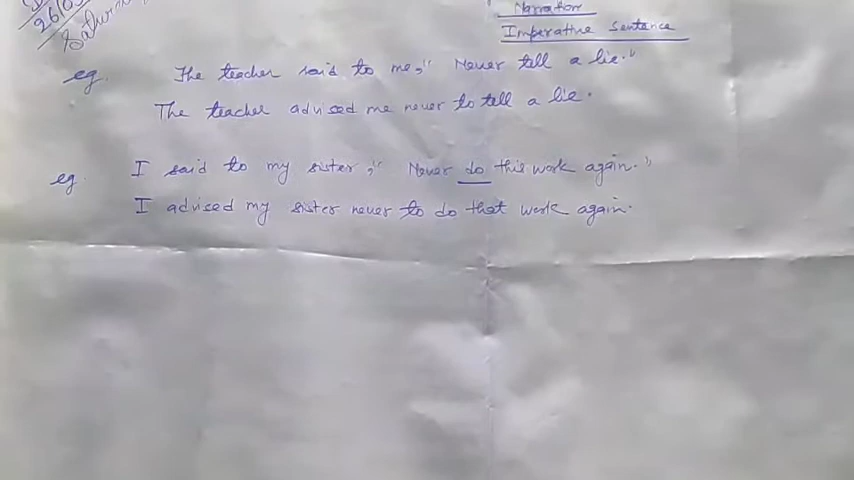 26/0
Narration
Imperative Sentence
eg. The teacher said to me," Never tell a lie."
The teacher advised me never to tell a lie.
eg. I said to my sister," Never do this work again."
I advised my sister never to do that work again.